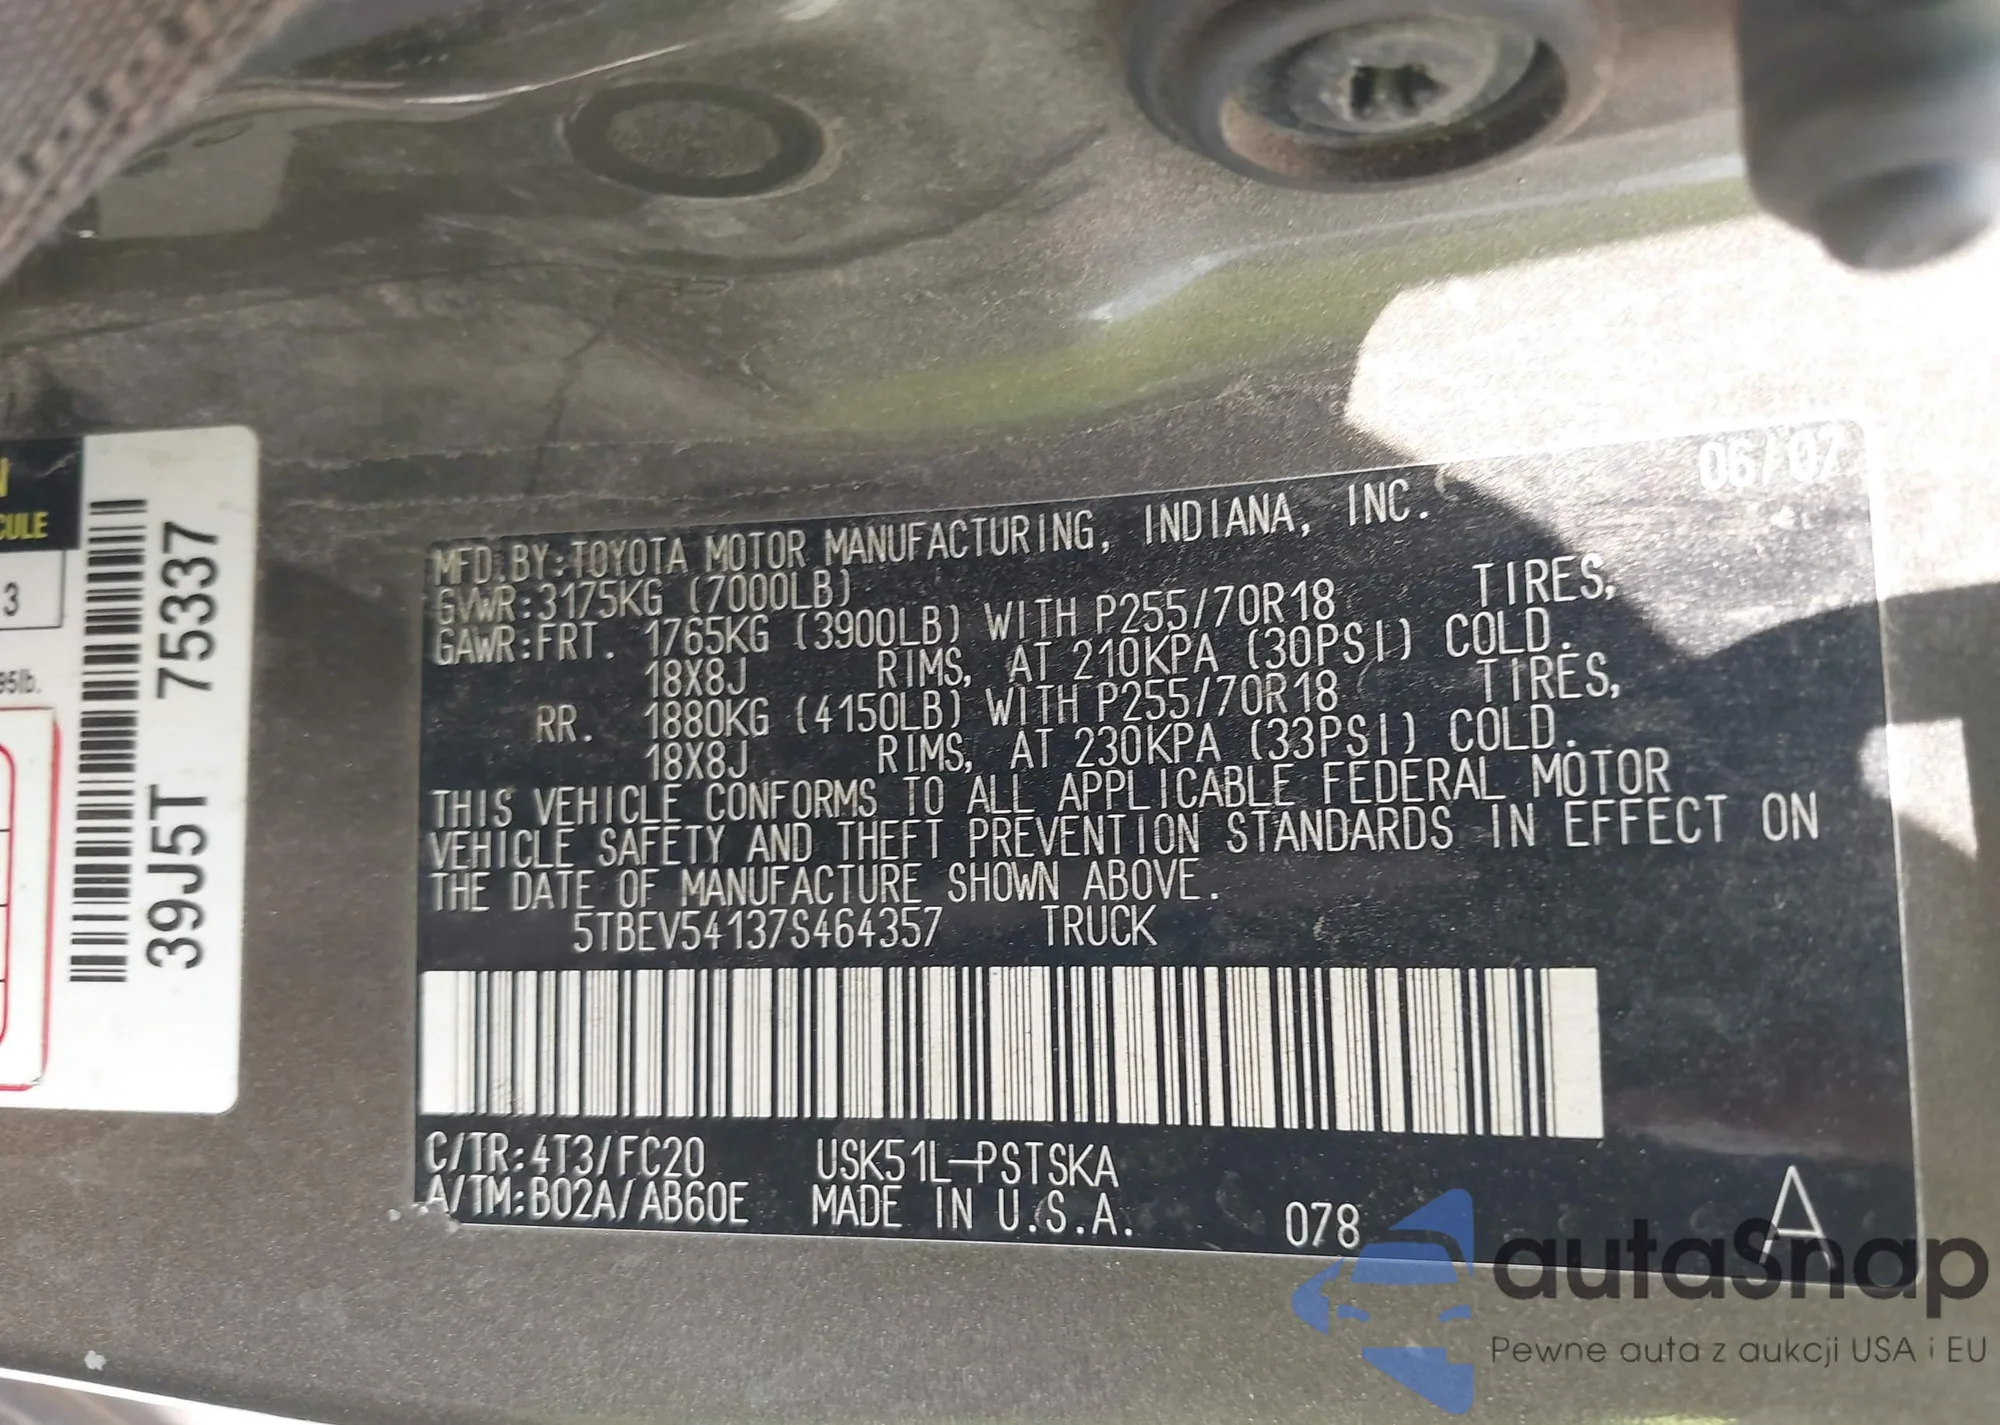 CULE
3
95lb.
39J5T 75337
06/07
MFD.BY:TOYOTA MOTOR MANUFACTURING, INDIANA, INC.
GVWR:3175KG (7000LB)
GAWR:FRT. 1765KG (3900LB) WITH P255/70R18 TIRES,
18X8J RIMS, AT 210KPA (30PSI) COLD.
RR. 1880KG (4150LB) WITH P255/70R18 TIRES,
18X8J RIMS, AT 230KPA (33PSI) COLD.
THIS VEHICLE CONFORMS TO ALL APPLICABLE FEDERAL MOTOR
VEHICLE SAFETY AND THEFT PREVENTION STANDARDS IN EFFECT ON
THE DATE OF MANUFACTURE SHOWN ABOVE.
5TBEV54137S464357 TRUCK
C/TR:4T3/FC20 USK51L-PSTSKA
A/TM:B02A/AB60E MADE IN U.S.A. 078 A
autoSnap
Pewne auta z aukcji USA i EU